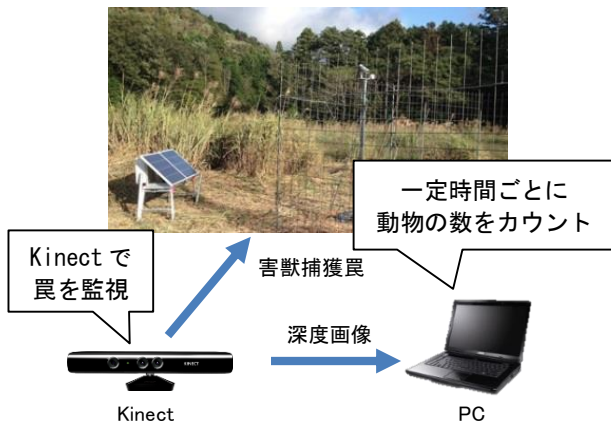 一定時間ごとに
動物の数をカウント
Kinectで
罠を監視
害獣捕獲罠
深度画像
KINECT
Kinect
PC